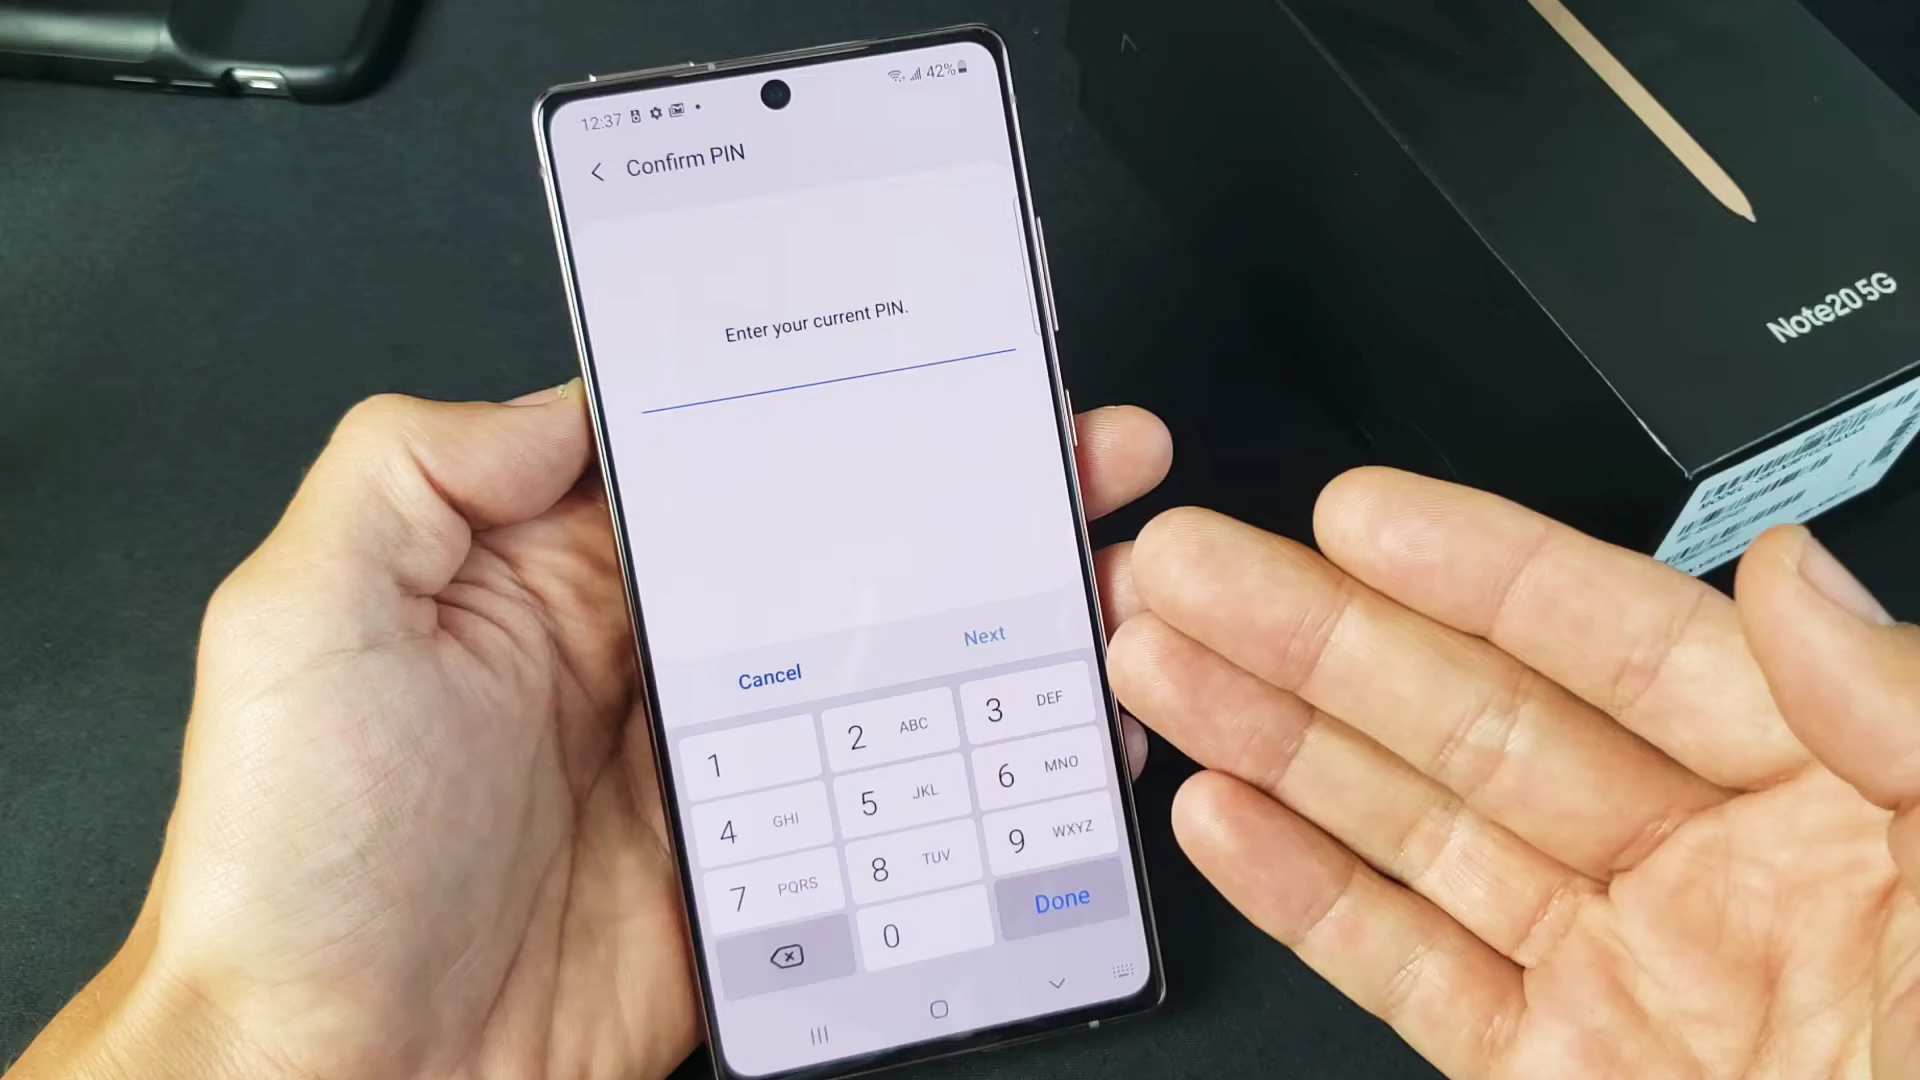 12:37
42%
Confirm PIN
Enter your current PIN.
Cancel
Next
1
2 ABC
3 DEF
4 GHI
5 JKL
6 MNO
7 PQRS
8 TUV
9 WXYZ
0
Done
Note20 5G